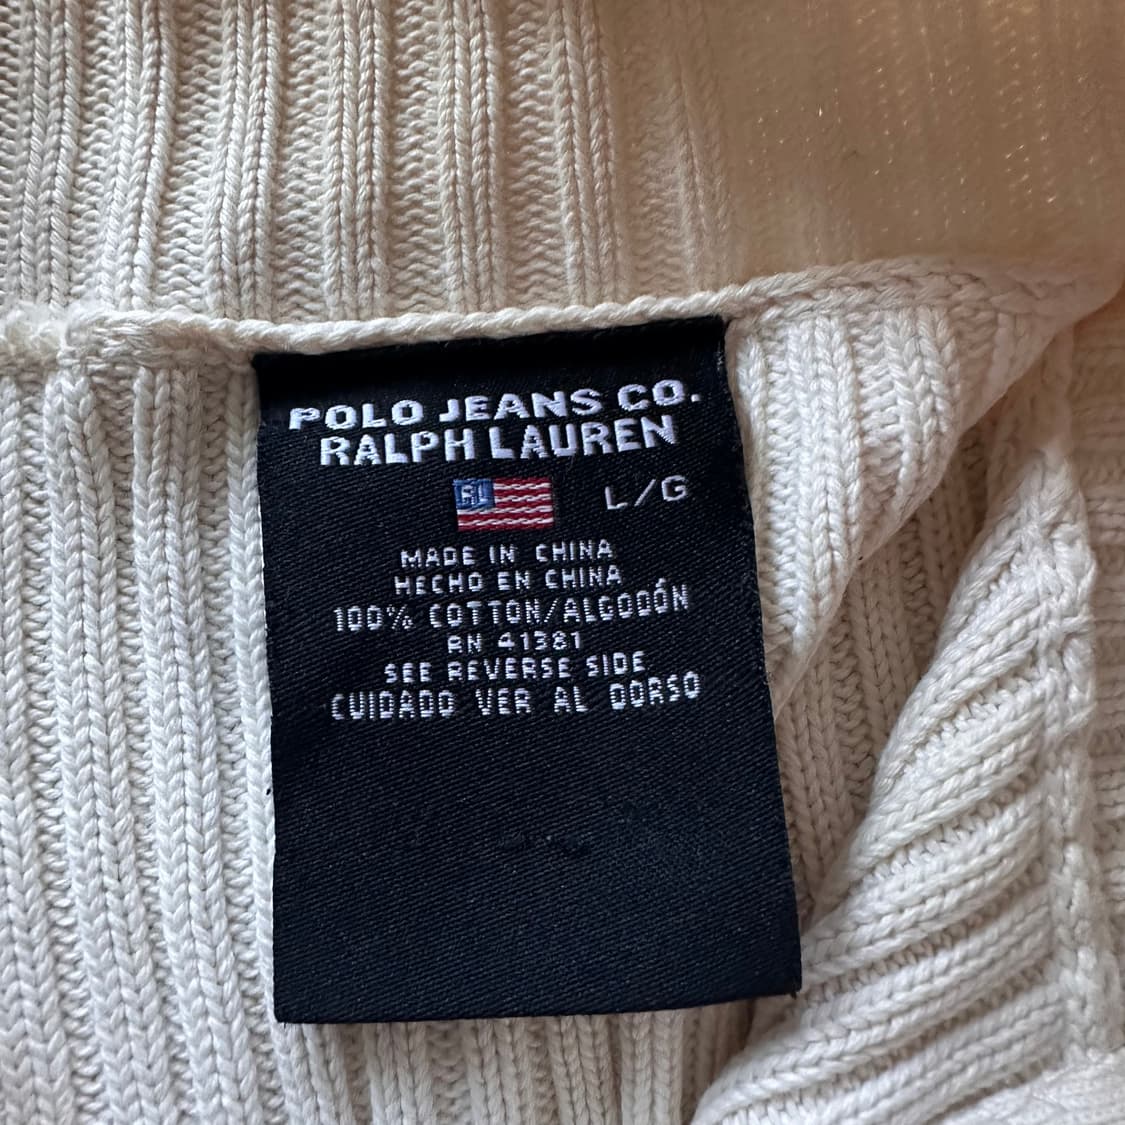 POLO JEANS CO.
RALPH LAUREN
RL
L/G
MADE IN CHINA
HECHO EN CHINA
100% COTTON/ALGODÓN
RN 41381
SEE REVERSE SIDE
CUIDADO VER AL DORSO